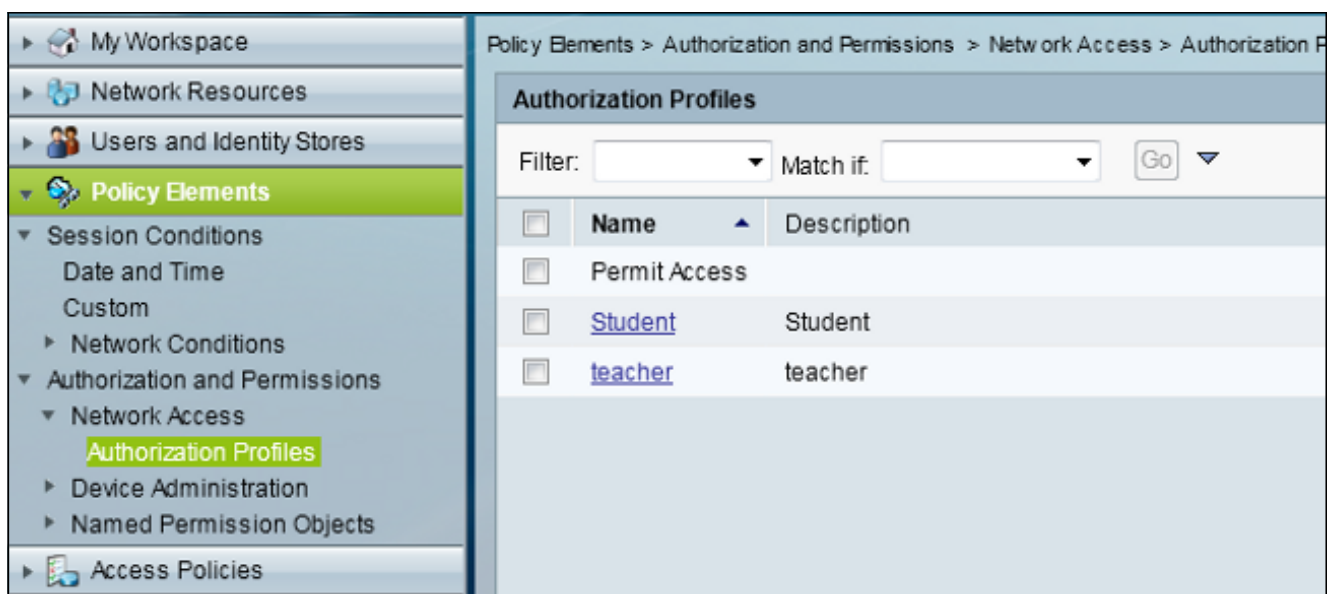 My Workspace
Network Resources
Users and Identity Stores
Policy Elements
Session Conditions
Date and Time
Custom
Network Conditions
Authorization and Permissions
Network Access
Authorization Profiles
Device Administration
Named Permission Objects
Access Policies
Policy Elements > Authorization and Permissions > Network Access > Authorization P
Authorization Profiles
Filter: Match if: Go
Name Description
Permit Access
Student Student
teacher teacher